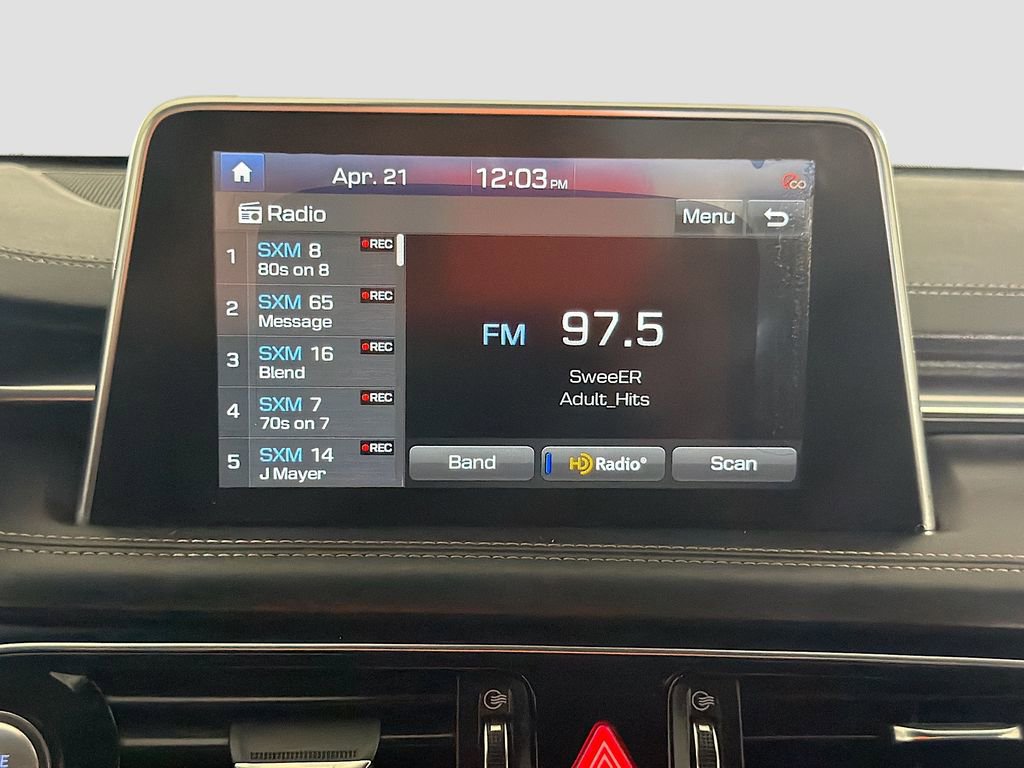 Apr. 21
12:03 PM
Radio
Menu
1 SXM 8 REC
80s on 8
2 SXM 65 REC
Message
3 SXM 16 REC
Blend
4 SXM 7 REC
70s on 7
5 SXM 14 REC
J Mayer
FM 97.5
SweeER
Adult_Hits
Band
HD Radio®
Scan